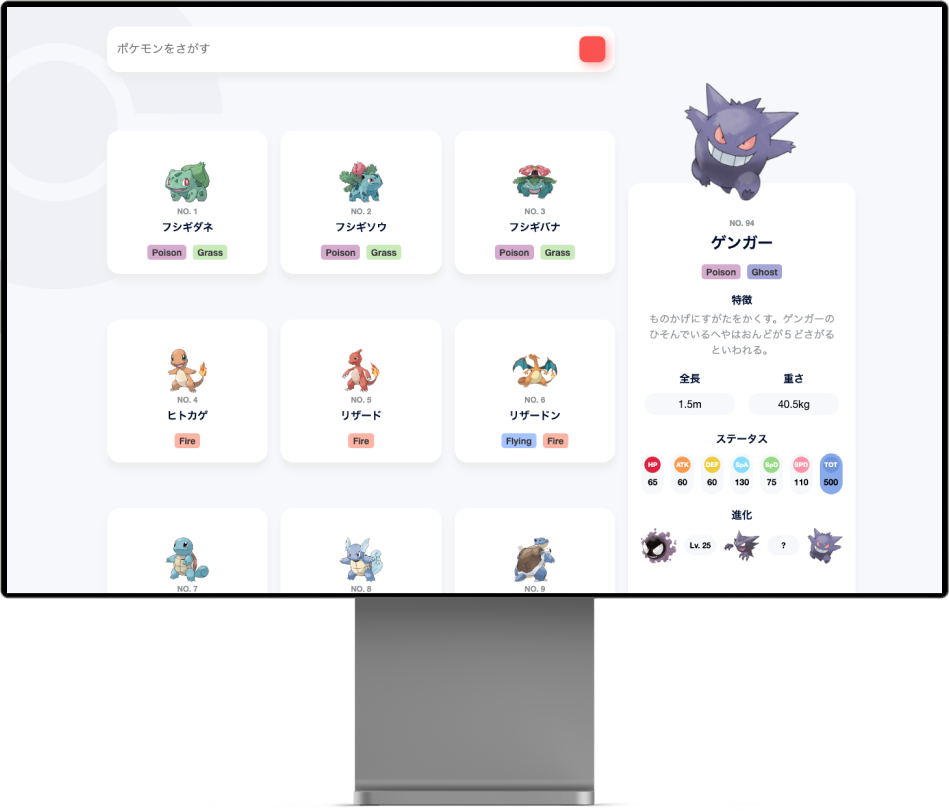 ポケモンをさがす
NO. 1
フシギダネ
Poison Grass
NO. 2
フシギソウ
Poison Grass
NO. 3
フシギバナ
Poison Grass
NO. 4
ヒトカゲ
Fire
NO. 5
リザード
Fire
NO. 6
リザードン
Flying Fire
NO. 7
NO. 8
NO. 9
NO. 94
ゲンガー
Poison Ghost
特徴
ものかげにすがたをかくす。ゲンガーの
ひそんでいるへやはおんどが５どさがる
といわれる。
全長 重さ
1.5m 40.5kg
ステータス
HP ATK DEF SpA SpD SPD TOT
65 60 60 130 75 110 500
進化
Lv. 25 ?